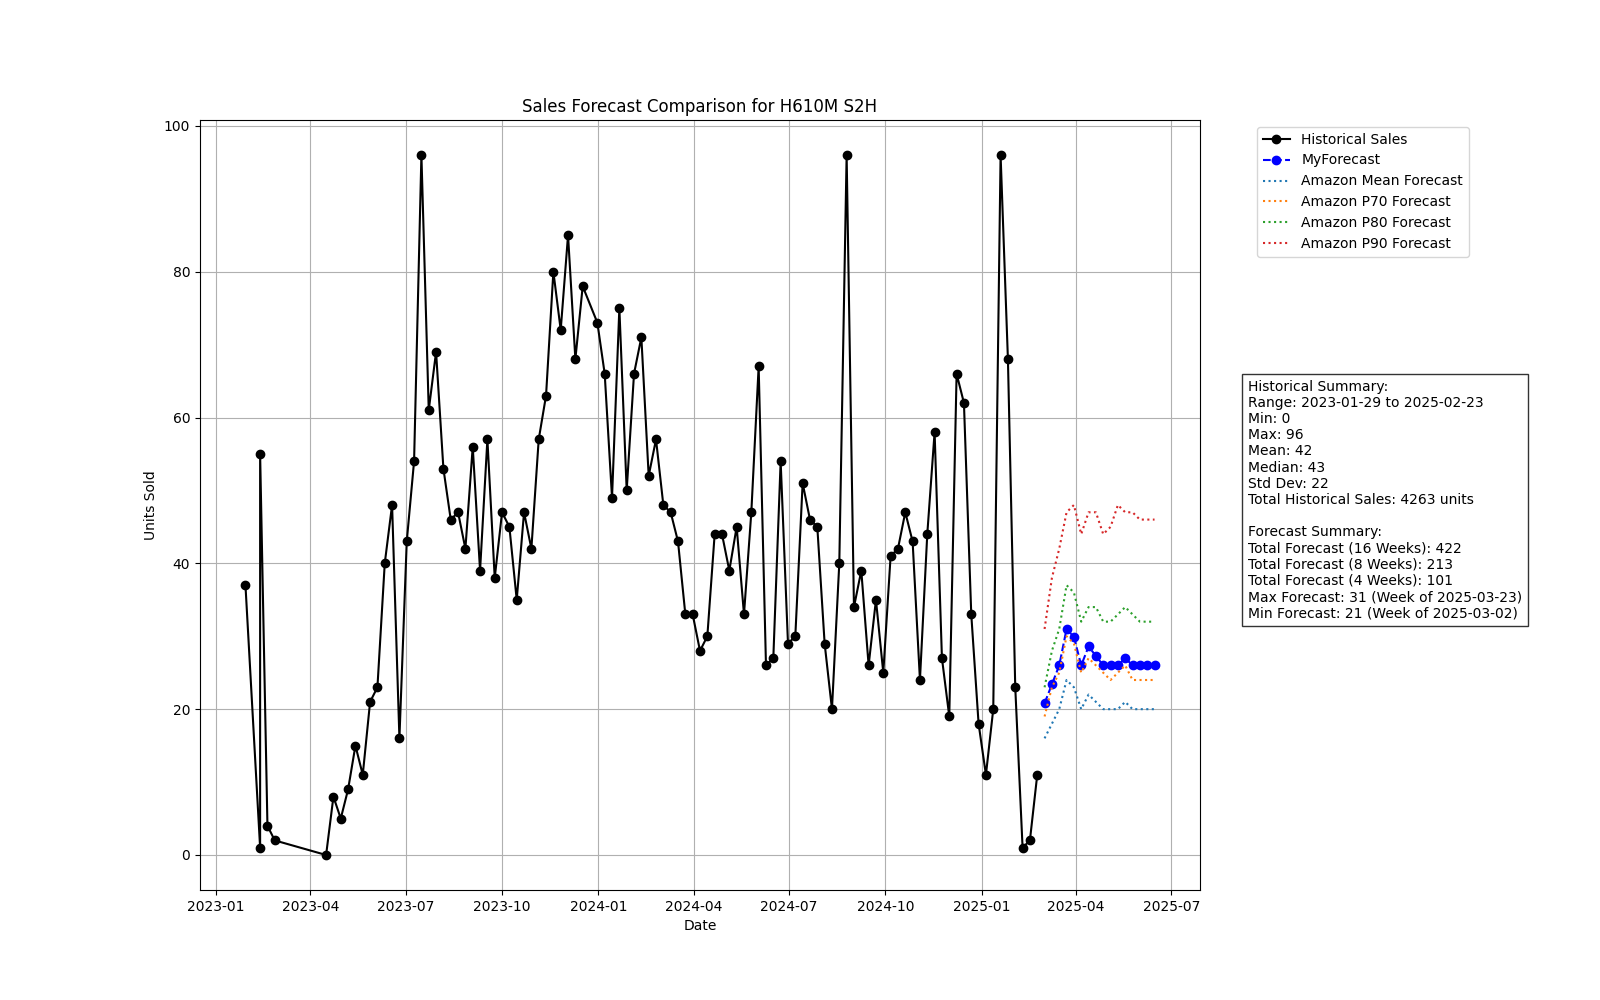 Sales Forecast Comparison for H610M S2H
100
80
60
40
20
0
Units Sold
2023-01
2023-04
2023-07
2023-10
2024-01
2024-04
2024-07
2024-10
2025-01
2025-04
2025-07
Date
Historical Sales
MyForecast
Amazon Mean Forecast
Amazon P70 Forecast
Amazon P80 Forecast
Amazon P90 Forecast
Historical Summary:
Range: 2023-01-29 to 2025-02-23
Min: 0
Max: 96
Mean: 42
Median: 43
Std Dev: 22
Total Historical Sales: 4263 units
Forecast Summary:
Total Forecast (16 Weeks): 422
Total Forecast (8 Weeks): 213
Total Forecast (4 Weeks): 101
Max Forecast: 31 (Week of 2025-03-23)
Min Forecast: 21 (Week of 2025-03-02)